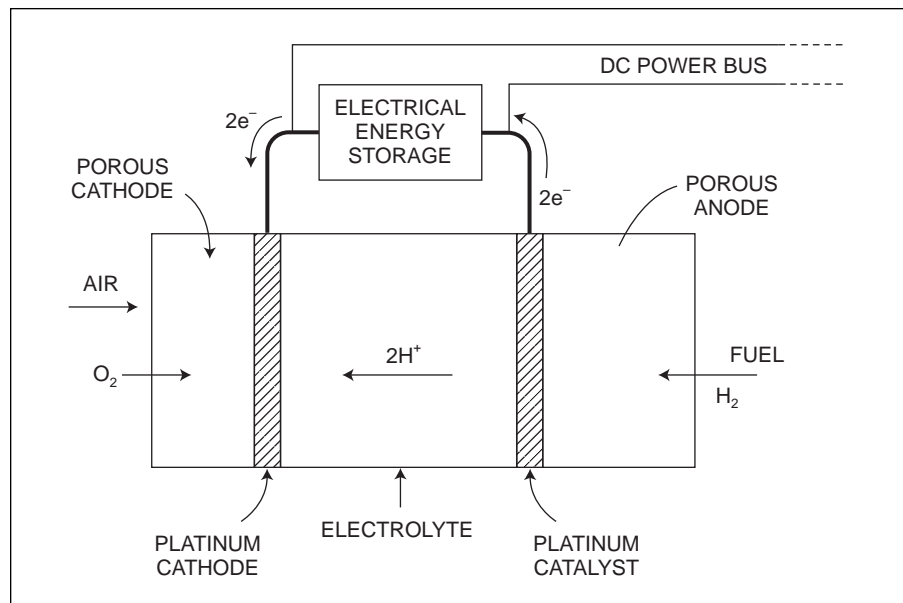 DC POWER BUS
ELECTRICAL
ENERGY
STORAGE
2e⁻
2e⁻
POROUS
CATHODE
POROUS
ANODE
AIR
O₂
2H⁺
FUEL
H₂
PLATINUM
CATHODE
ELECTROLYTE
PLATINUM
CATALYST